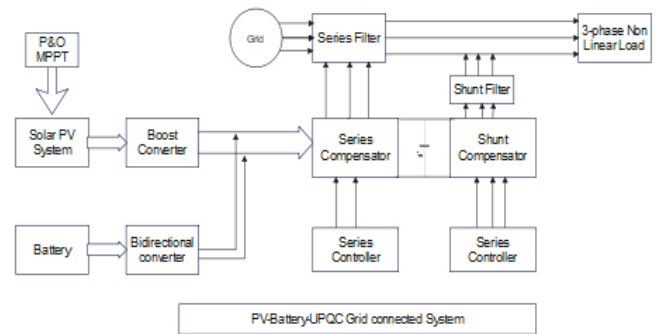 P&O
MPPT
Grid
Series Filter
3-phase Non
Linear Load
Shunt Filter
Solar PV
System
Boost
Converter
Series
Compensator
Shunt
Compensator
Battery
Bidirectional
converter
Series
Controller
Series
Controller
PV-Battery-UPQC Grid connected System